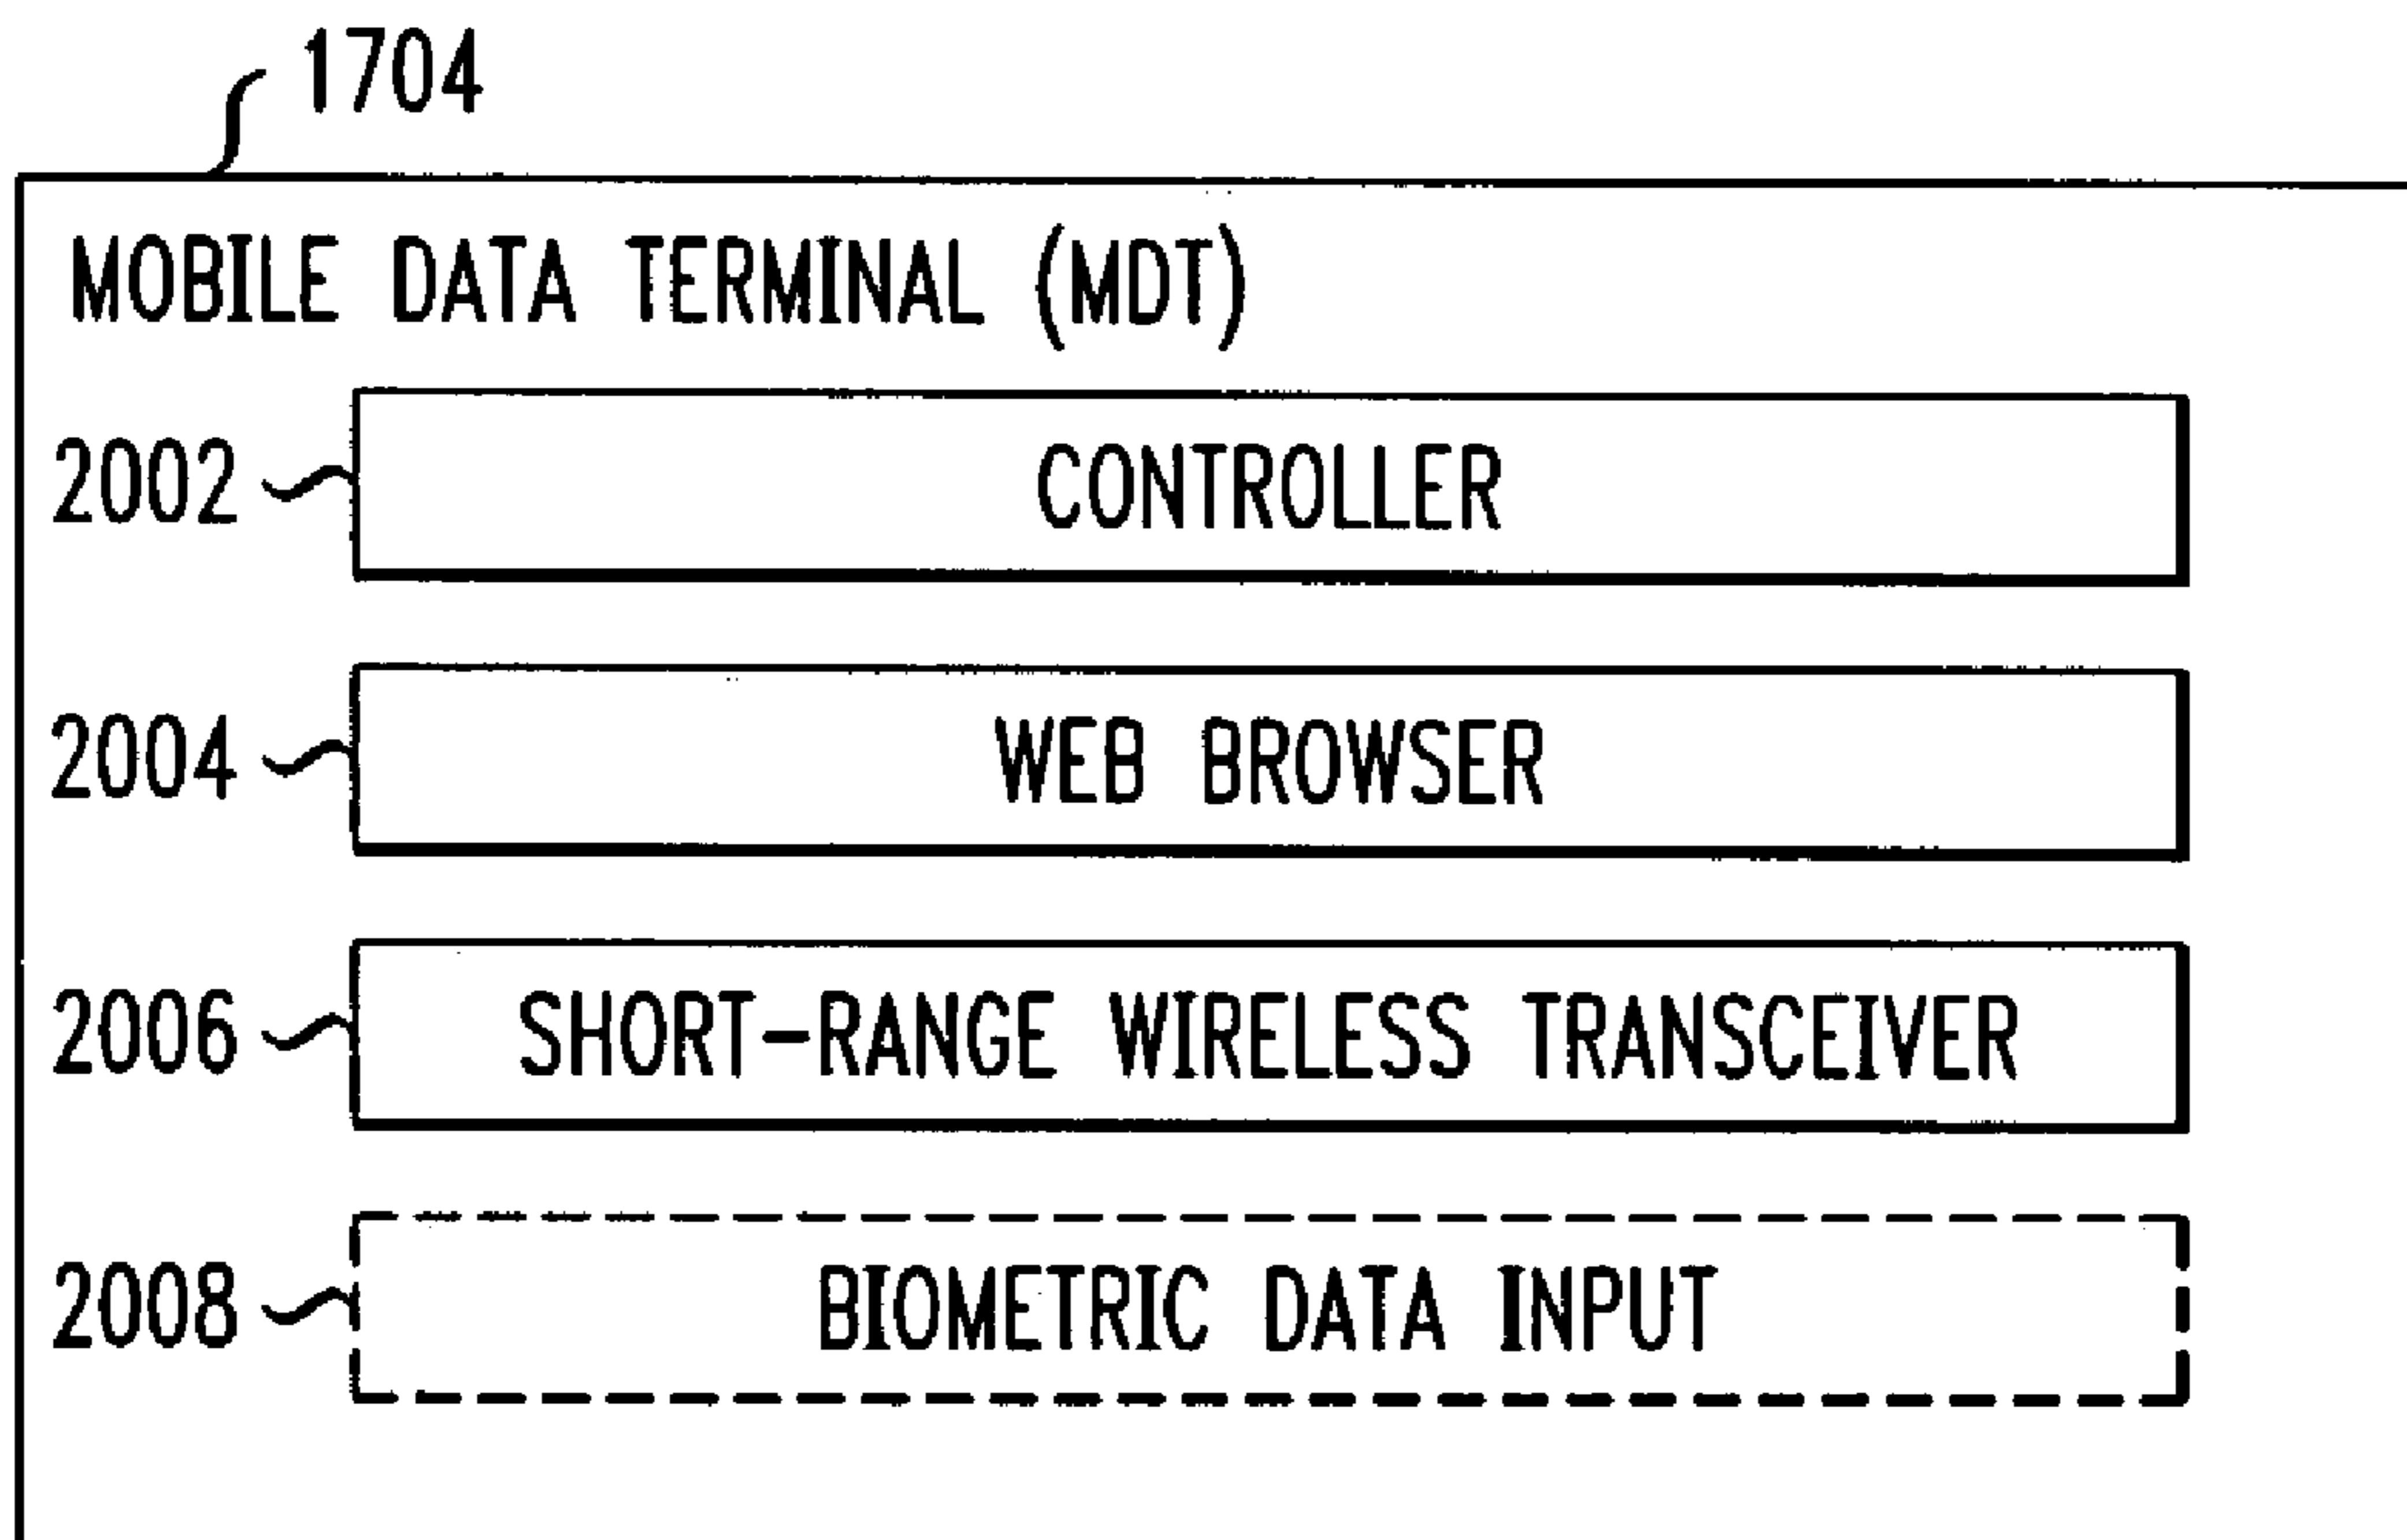 1704
MOBILE DATA TERMINAL (MDT)
2002 CONTROLLER
2004 WEB BROWSER
2006 SHORT-RANGE WIRELESS TRANSCEIVER
2008 BIOMETRIC DATA INPUT